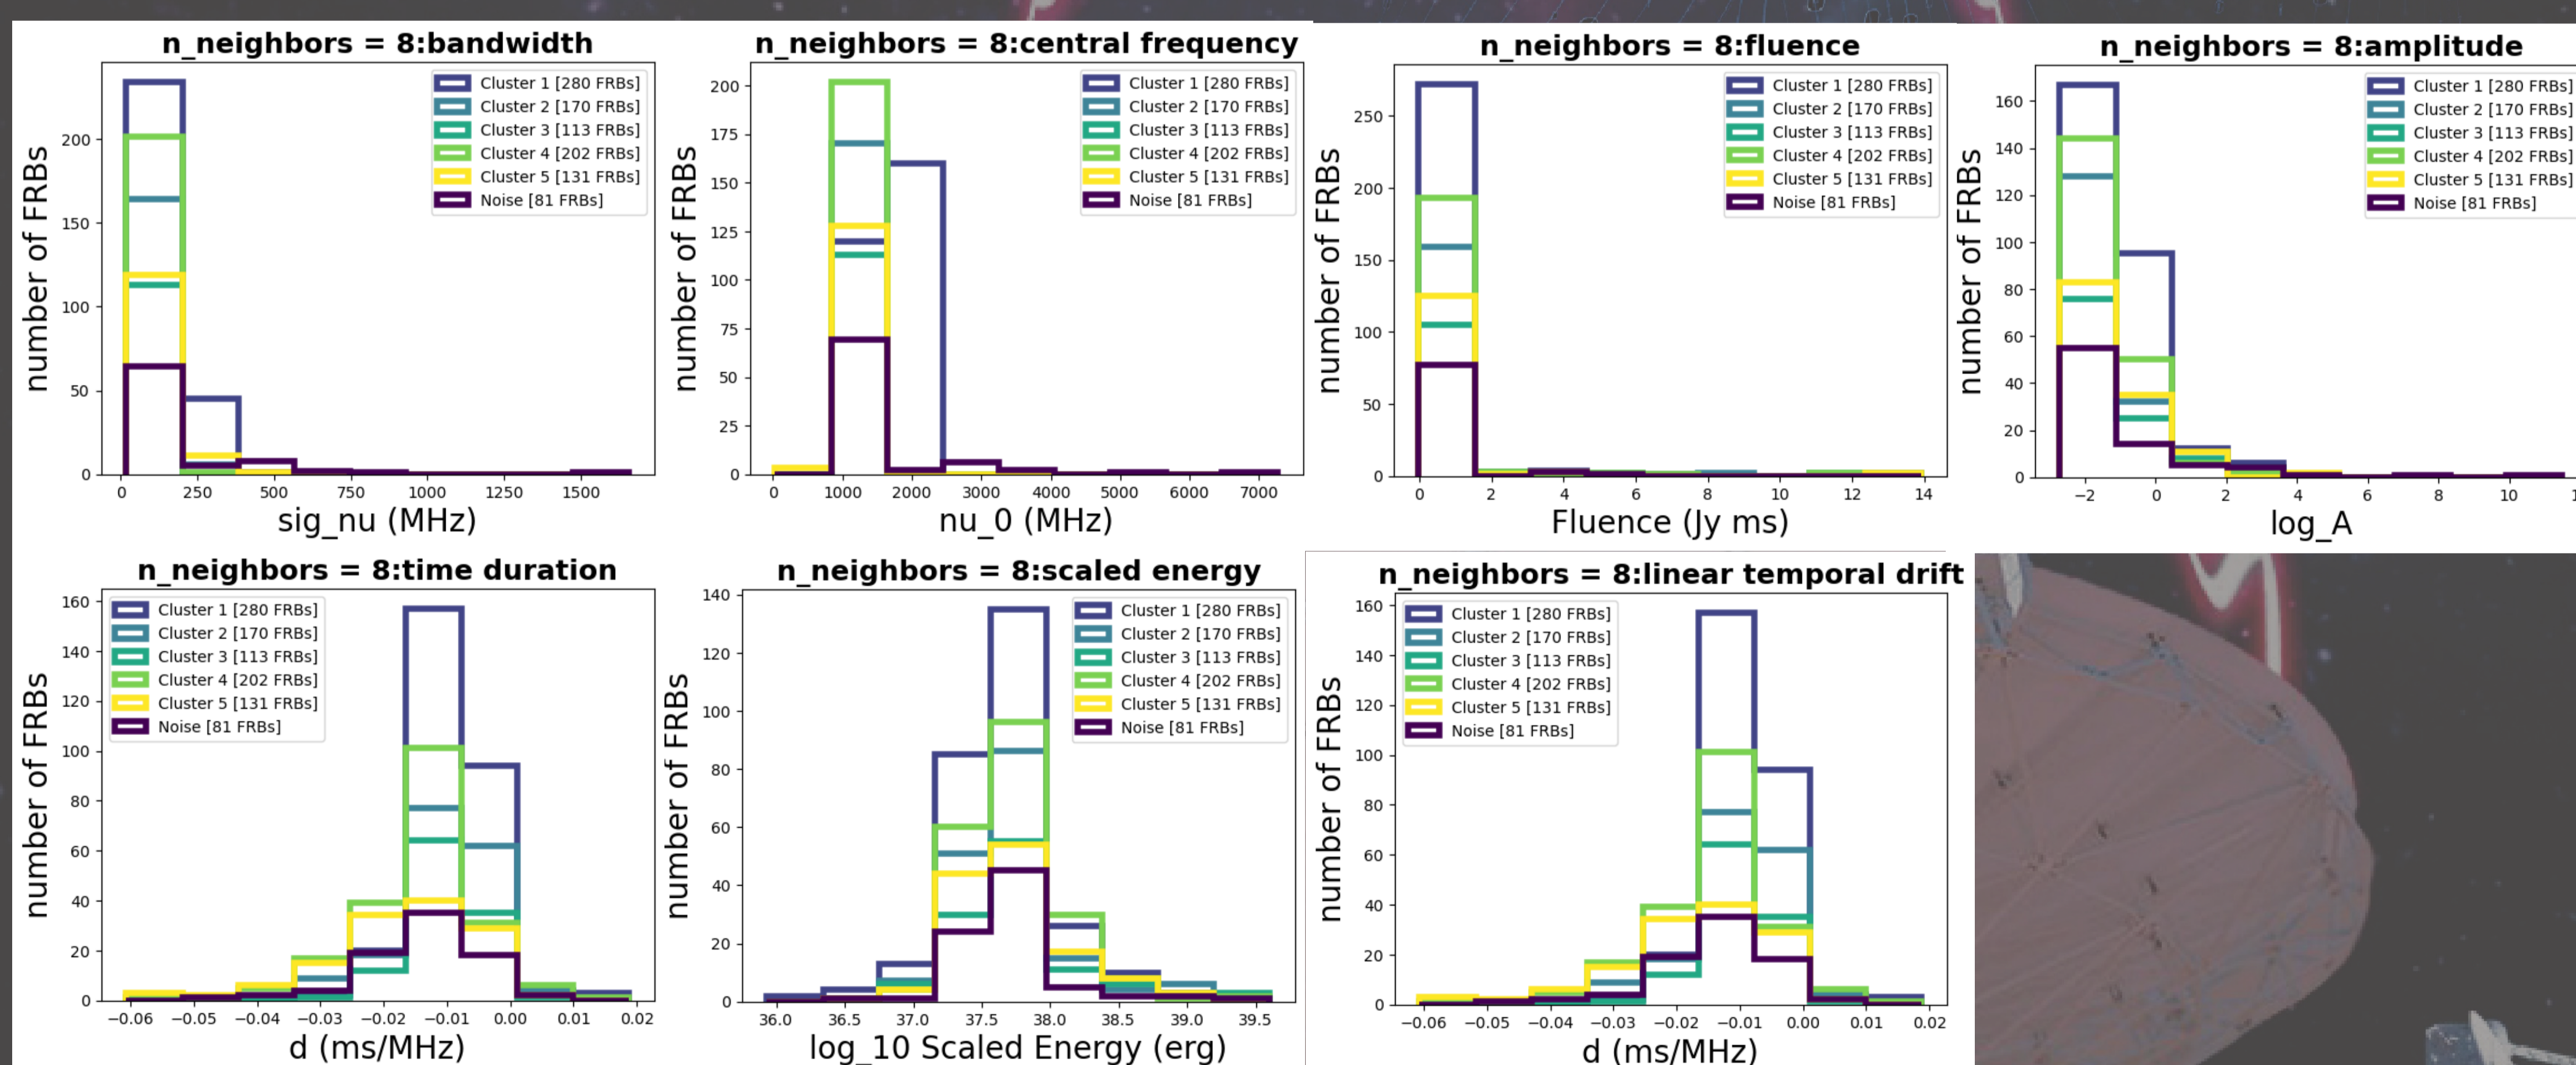 n_neighbors = 8:bandwidth
number of FRBs
200
150
100
50
0
Cluster 1 [280 FRBs]
Cluster 2 [170 FRBs]
Cluster 3 [113 FRBs]
Cluster 4 [202 FRBs]
Cluster 5 [131 FRBs]
Noise [81 FRBs]
0 250 500 750 1000 1250 1500
sig_nu (MHz)
n_neighbors = 8:central frequency
number of FRBs
200
175
150
125
100
75
50
25
0
Cluster 1 [280 FRBs]
Cluster 2 [170 FRBs]
Cluster 3 [113 FRBs]
Cluster 4 [202 FRBs]
Cluster 5 [131 FRBs]
Noise [81 FRBs]
0 1000 2000 3000 4000 5000 6000 7000
nu_0 (MHz)
n_neighbors = 8:fluence
number of FRBs
250
200
150
100
50
0
Cluster 1 [280 FRBs]
Cluster 2 [170 FRBs]
Cluster 3 [113 FRBs]
Cluster 4 [202 FRBs]
Cluster 5 [131 FRBs]
Noise [81 FRBs]
0 2 4 6 8 10 12 14
Fluence (Jy ms)
n_neighbors = 8:amplitude
number of FRBs
160
140
120
100
80
60
40
20
0
Cluster 1 [280 FRBs]
Cluster 2 [170 FRBs]
Cluster 3 [113 FRBs]
Cluster 4 [202 FRBs]
Cluster 5 [131 FRBs]
Noise [81 FRBs]
−2 0 2 4 6 8 10
log_A
n_neighbors = 8:time duration
number of FRBs
160
140
120
100
80
60
40
20
0
Cluster 1 [280 FRBs]
Cluster 2 [170 FRBs]
Cluster 3 [113 FRBs]
Cluster 4 [202 FRBs]
Cluster 5 [131 FRBs]
Noise [81 FRBs]
−0.06 −0.05 −0.04 −0.03 −0.02 −0.01 0.00 0.01 0.02
d (ms/MHz)
n_neighbors = 8:scaled energy
number of FRBs
140
120
100
80
60
40
20
0
Cluster 1 [280 FRBs]
Cluster 2 [170 FRBs]
Cluster 3 [113 FRBs]
Cluster 4 [202 FRBs]
Cluster 5 [131 FRBs]
Noise [81 FRBs]
36.0 36.5 37.0 37.5 38.0 38.5 39.0 39.5
log_10 Scaled Energy (erg)
n_neighbors = 8:linear temporal drift
number of FRBs
160
140
120
100
80
60
40
20
0
Cluster 1 [280 FRBs]
Cluster 2 [170 FRBs]
Cluster 3 [113 FRBs]
Cluster 4 [202 FRBs]
Cluster 5 [131 FRBs]
Noise [81 FRBs]
−0.06 −0.05 −0.04 −0.03 −0.02 −0.01 0.00 0.01 0.02
d (ms/MHz)